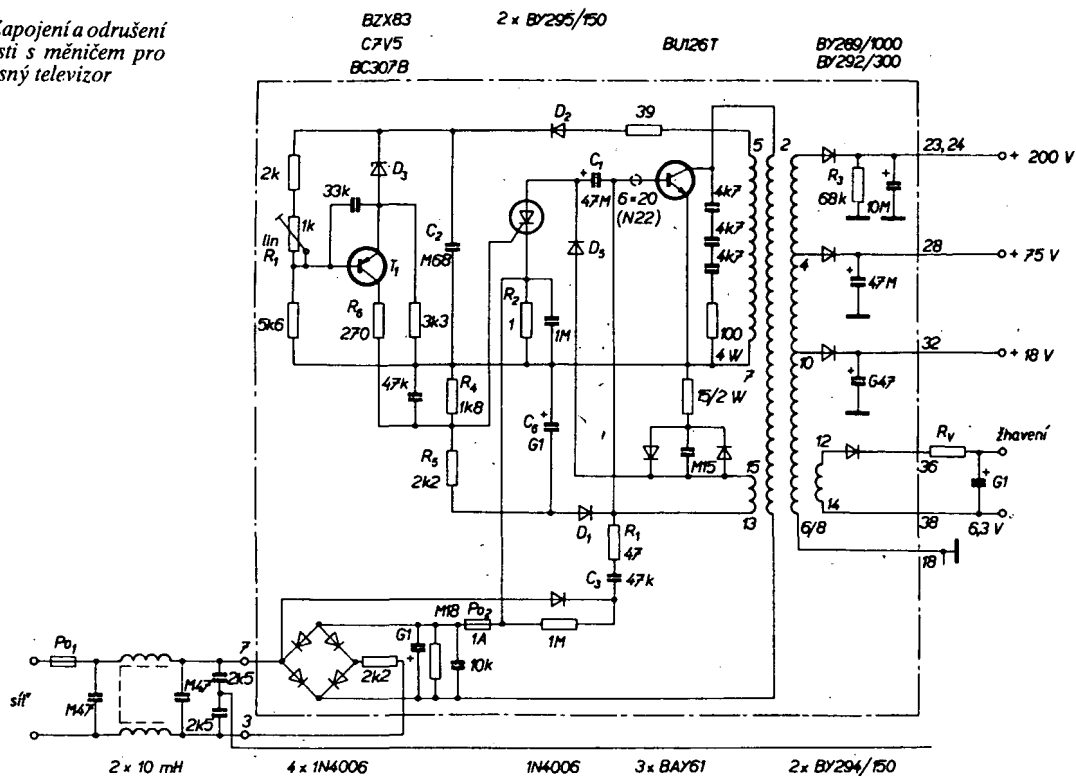 Zapojení a odrušení
sti s měničem pro
sný televizor
BZX83
C7V5
BC307B
2 x BY295/150
BU126T
BY289/1000
BY292/300
D2
39
5
2
23, 24
+ 200 V
2k
D3
C1
+
47M
6=20
(N22)
4k7
R3
68k
+
10M
33k
1k
lin
R1
C2
M68
4k7
28
+ 75 V
T1
D5
4k7
4
+
47M
5k6
R6
270
3k3
R2
1
1M
100
4 W
10
32
+ 18 V
+
G47
47k
R4
1k8
C6
G1
+
7
15/2 W
12
RV
žhavení
R5
2k2
M15
15
36
+
G1
14
13
D1
R1
47
6/8
38
6,3 V
18
C3
47k
M18
Po2
Po1
7
G1
+
1A
1M
2k5
2k2
10k
síť
M47
M47
2k5
3
2 x 10 mH
4 x 1N4006
1N4006
3 x BAY61
2x BY294/150